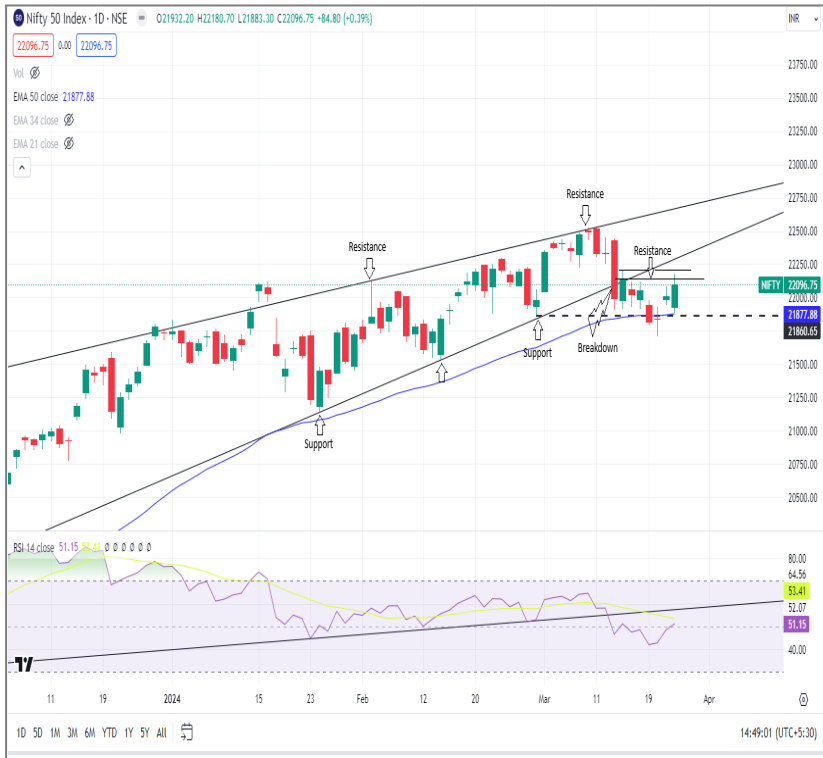 50 Nifty 50 Index · 1D · NSE O21932.20 H22180.70 L21883.30 C22096.75 +84.80 (+0.39%)
INR
22096.75 0.00 22096.75
Vol
EMA 50 close 21877.88
EMA 34 close
EMA 21 close
23750.00
23500.00
23250.00
23000.00
22750.00
22500.00
22250.00
NIFTY 22096.75
22000.00
21877.88
21860.65
21500.00
21250.00
21000.00
20750.00
20500.00
Resistance
Resistance
Resistance
Support
Breakdown
Support
RSI 14 close 51.15 53.41 Ø Ø Ø Ø Ø
80.00
64.56
53.41
52.07
51.15
40.00
11 19 2024 15 23 Feb 12 20 Mar 11 19 Apr
1D 5D 1M 3M 6M YTD 1Y 5Y All
14:49:01 (UTC+5:30)